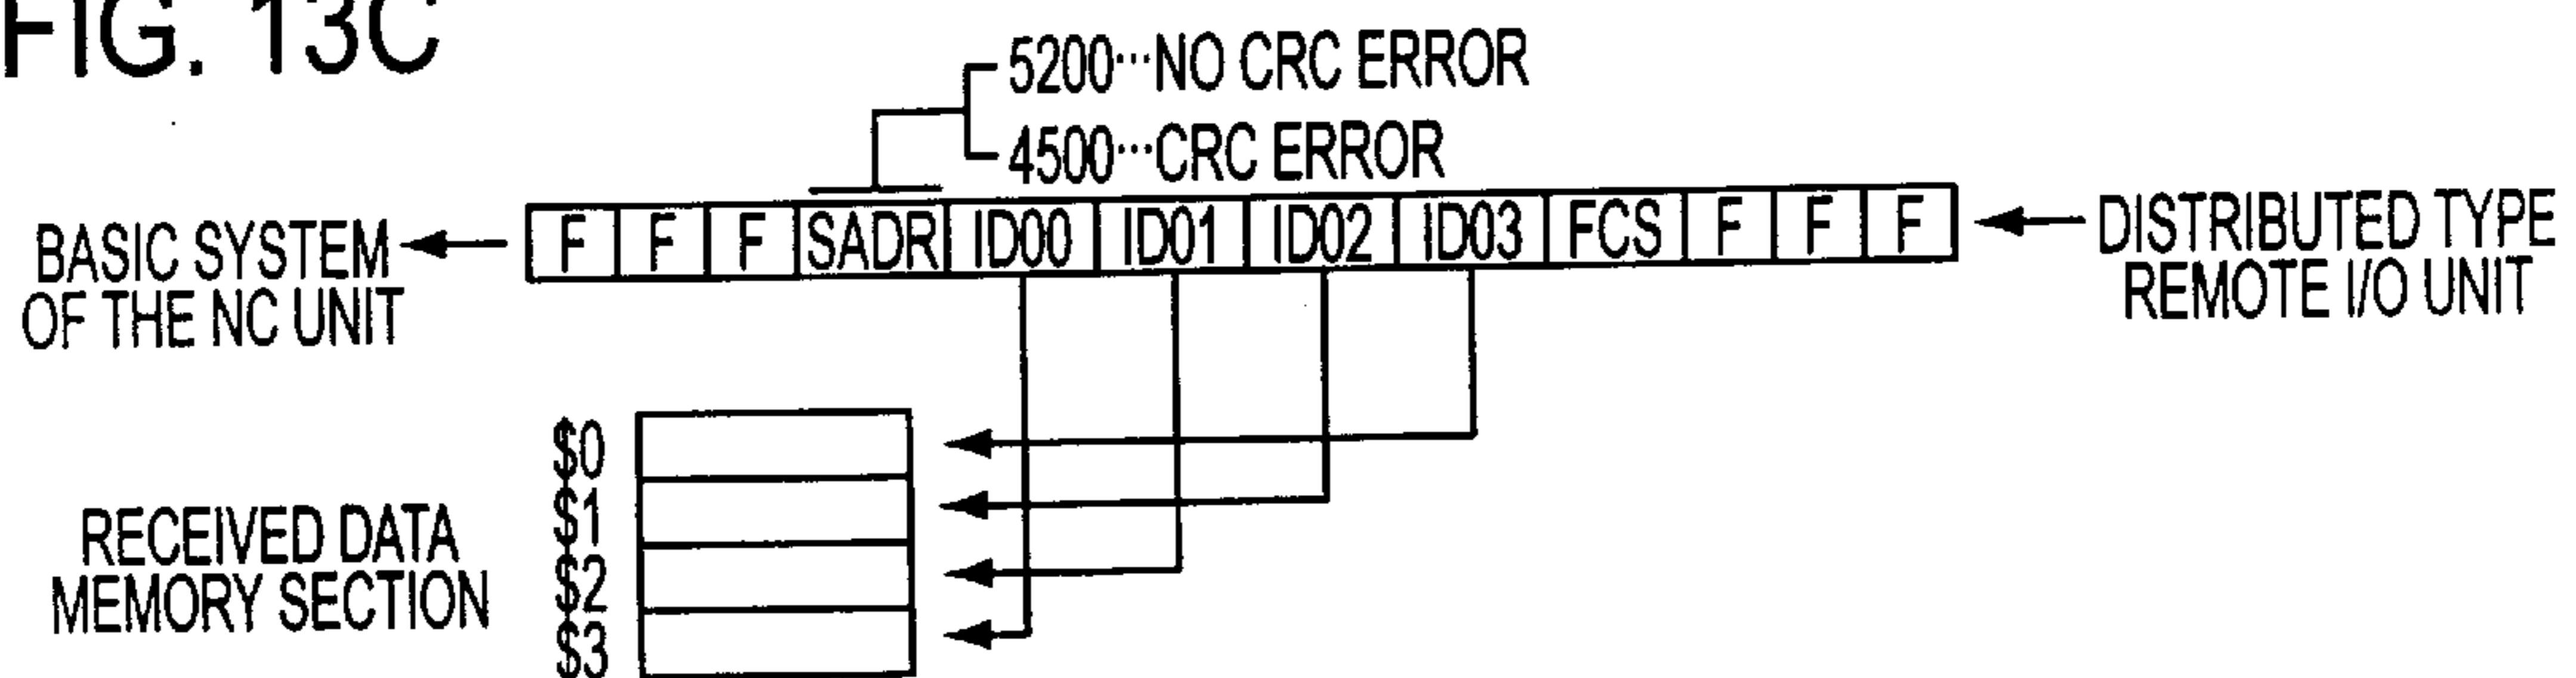 FIG. 13C
5200···NO CRC ERROR
4500···CRC ERROR
BASIC SYSTEM
OF THE NC UNIT
F F F SADR ID00 ID01 ID02 ID03 FCS F F F
DISTRIBUTED TYPE
REMOTE I/O UNIT
RECEIVED DATA
MEMORY SECTION
$0
$1
$2
$3